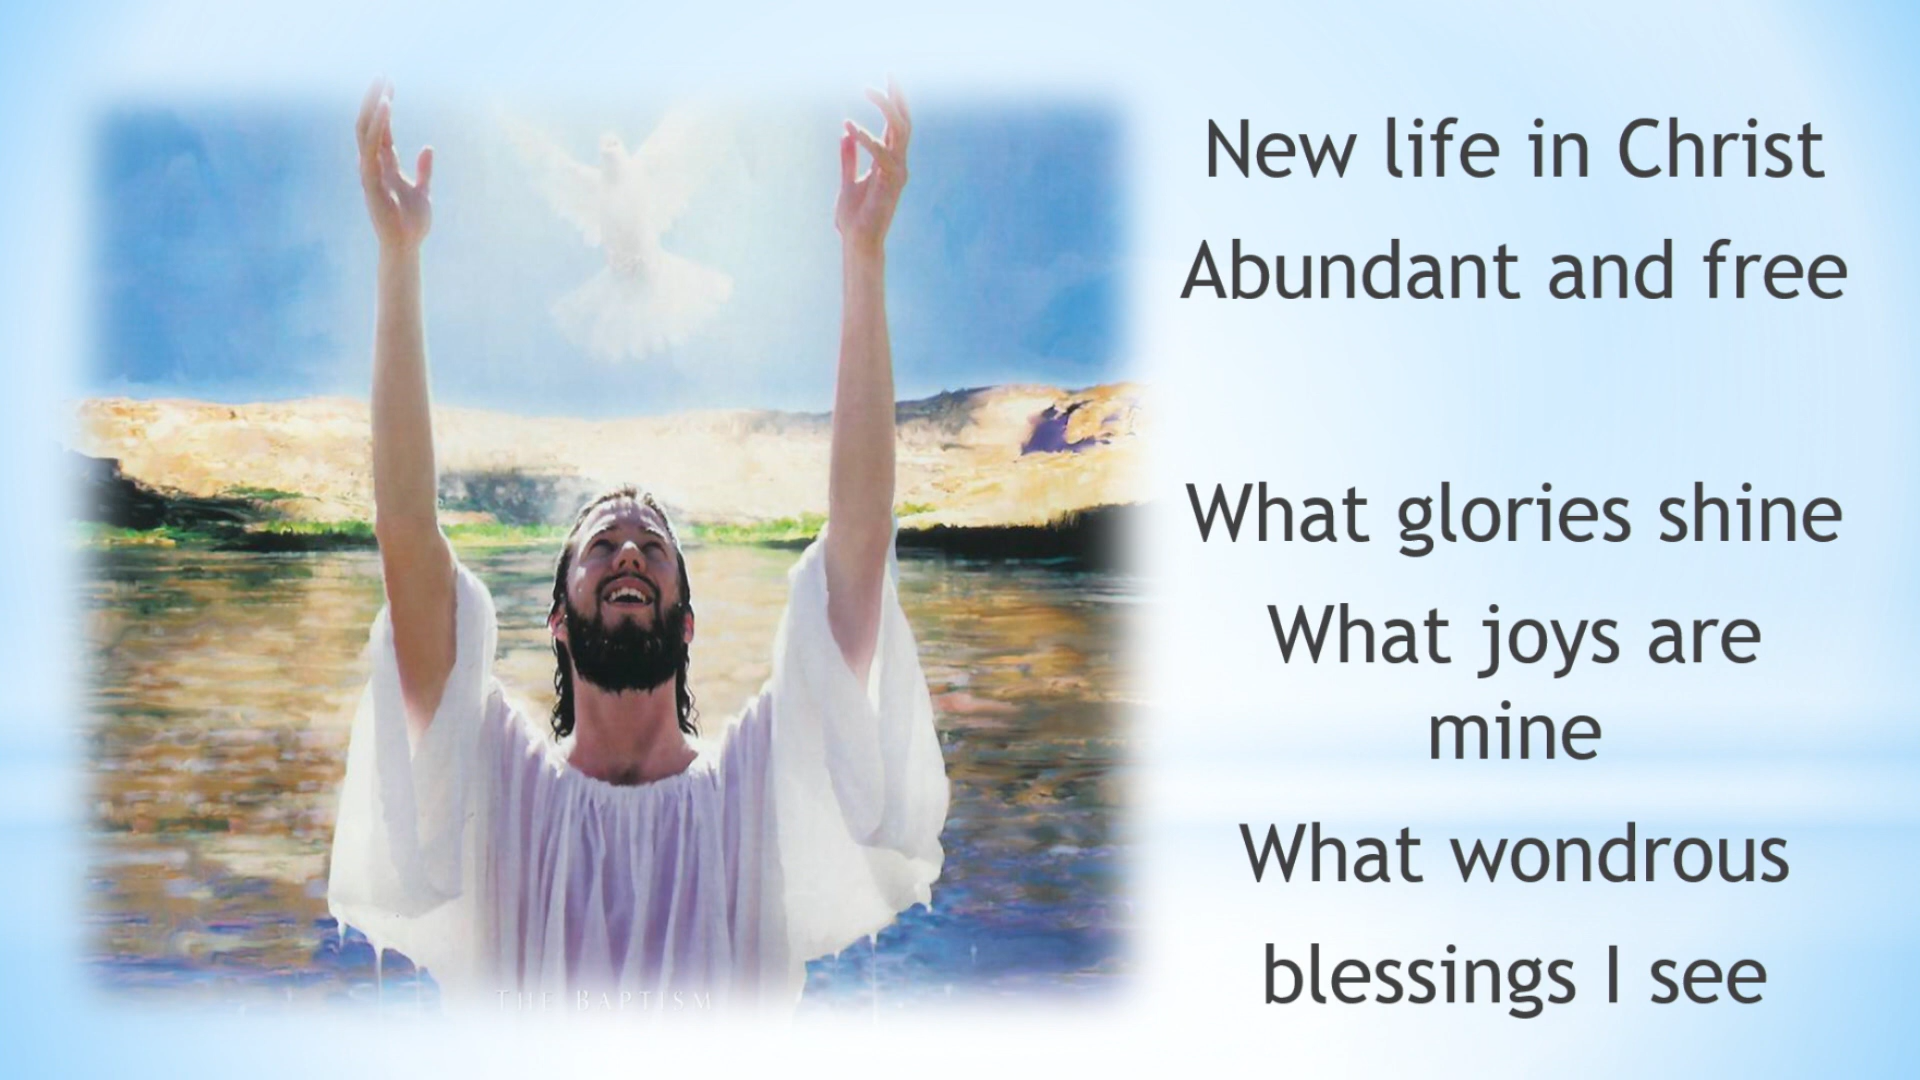 New life in Christ
Abundant and free
What glories shine
What joys are
mine
What wondrous
blessings I see
THE BAPTISM